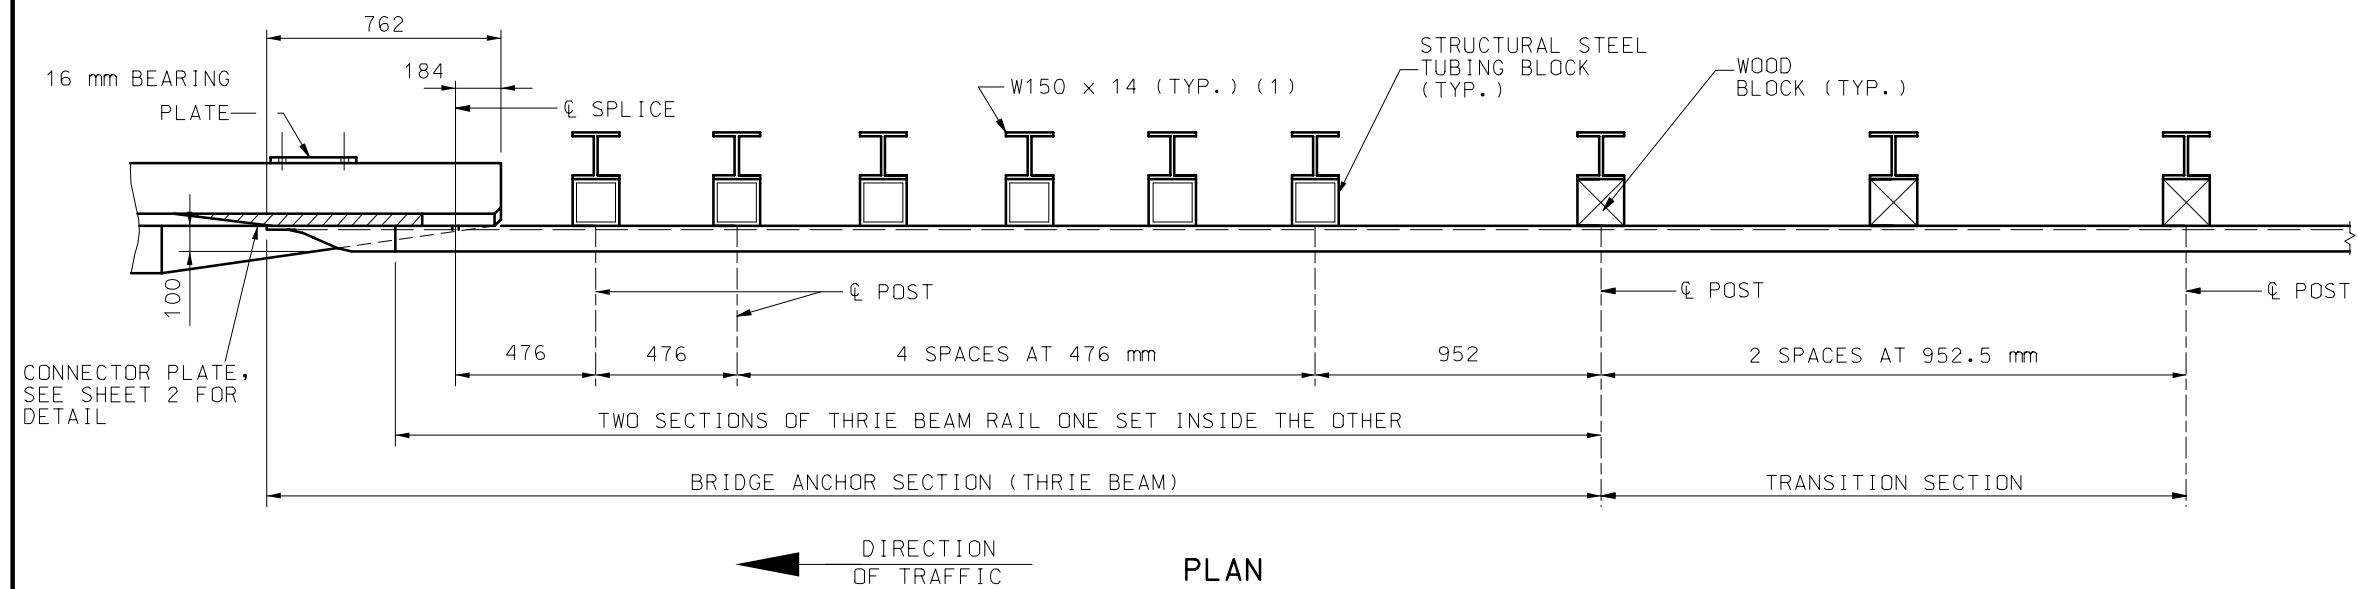 762
16 mm BEARING
PLATE
184
℄ SPLICE
W150 x 14 (TYP.) (1)
STRUCTURAL STEEL
TUBING BLOCK
(TYP.)
WOOD
BLOCK (TYP.)
100
℄ POST
℄ POST
℄ POST
CONNECTOR PLATE,
SEE SHEET 2 FOR
DETAIL
476
476
4 SPACES AT 476 mm
952
2 SPACES AT 952.5 mm
TWO SECTIONS OF THRIE BEAM RAIL ONE SET INSIDE THE OTHER
BRIDGE ANCHOR SECTION (THRIE BEAM)
TRANSITION SECTION
DIRECTION
OF TRAFFIC
PLAN